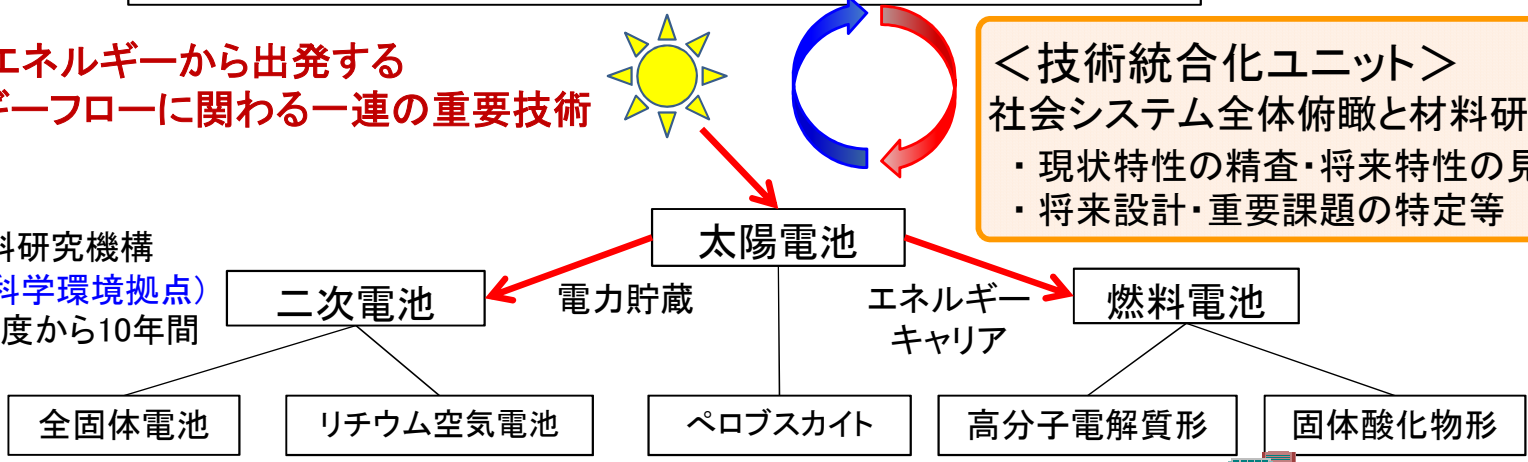 エネルギーから出発する
ギーフローに関わる一連の重要技術
＜技術統合化ユニット＞
社会システム全体俯瞰と材料研
・現状特性の精査・将来特性の見
・将来設計・重要課題の特定等
料研究機構
科学環境拠点）
度から10年間
太陽電池
二次電池
電力貯蔵
エネルギー
キャリア
燃料電池
全固体電池
リチウム空気電池
ペロブスカイト
高分子電解質形
固体酸化物形